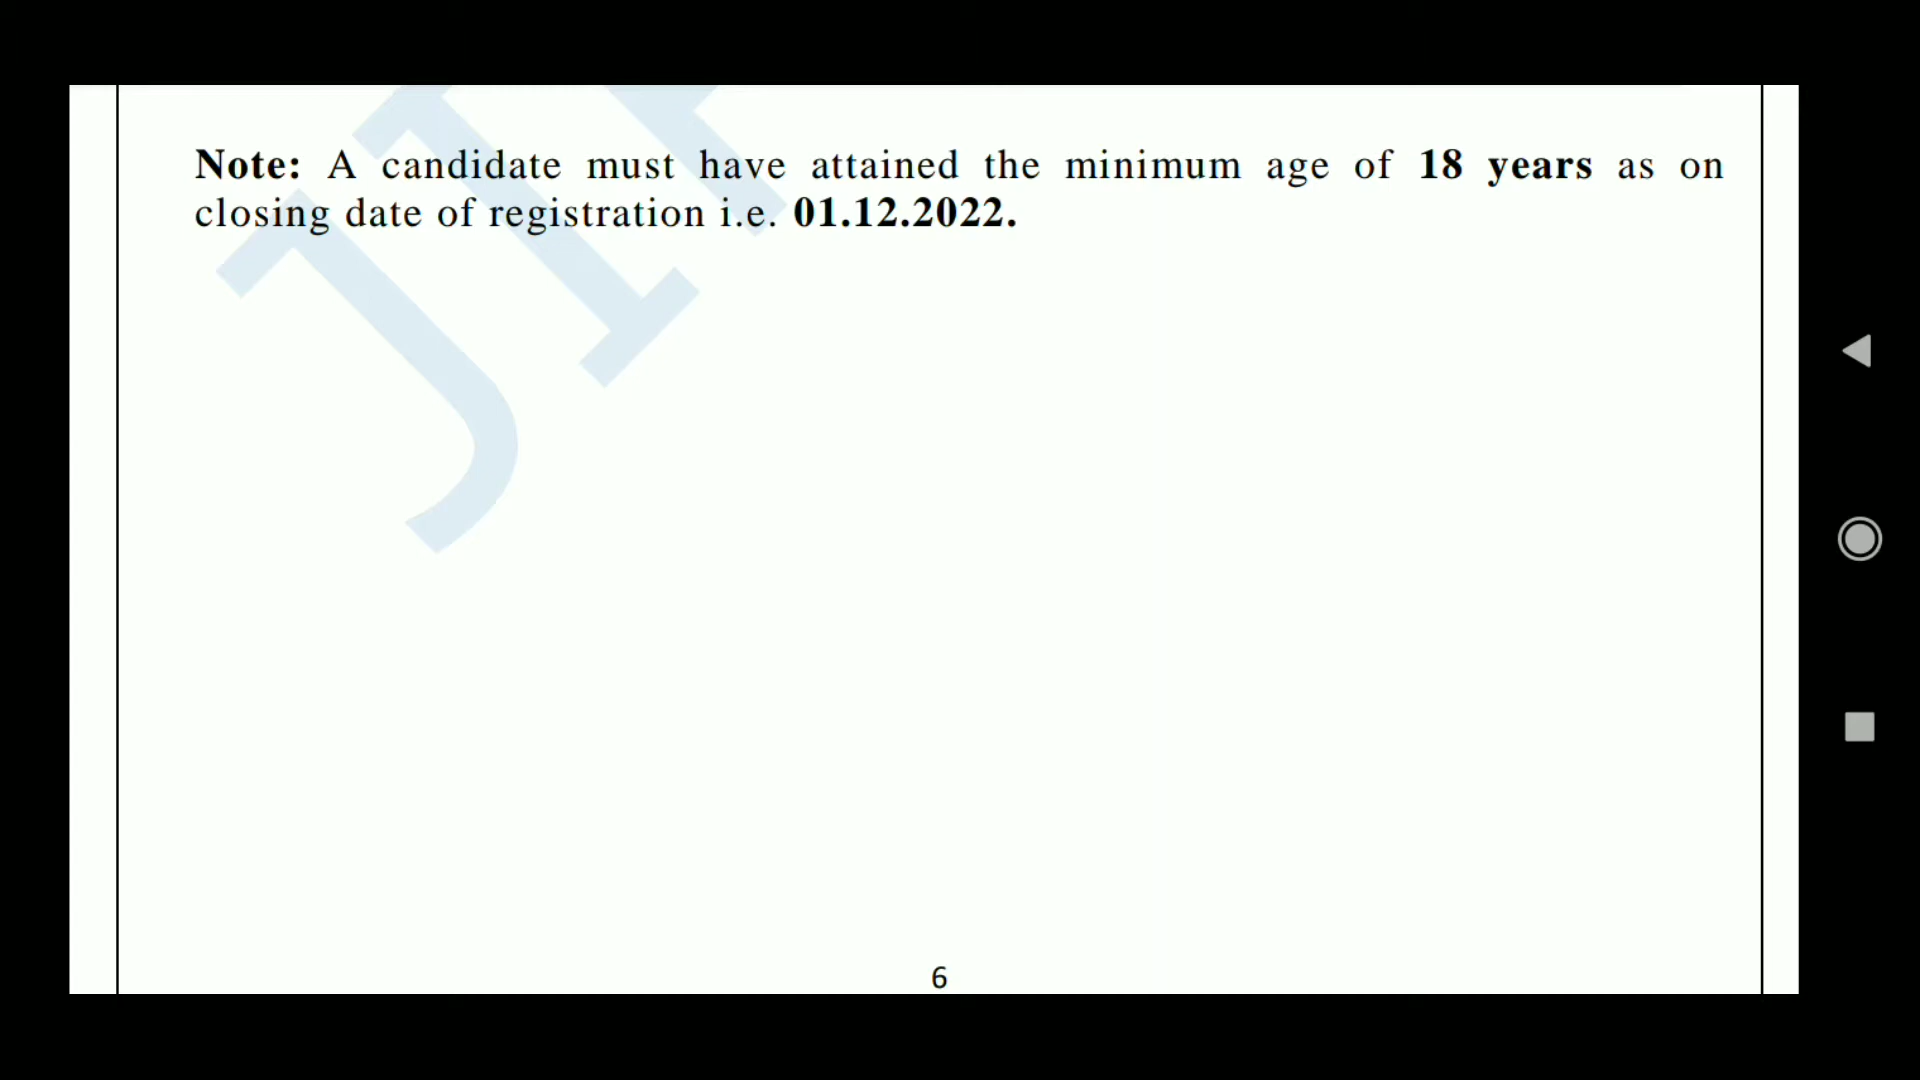 Note: A candidate must have attained the minimum age of 18 years as on
closing date of registration i.e. 01.12.2022.
6